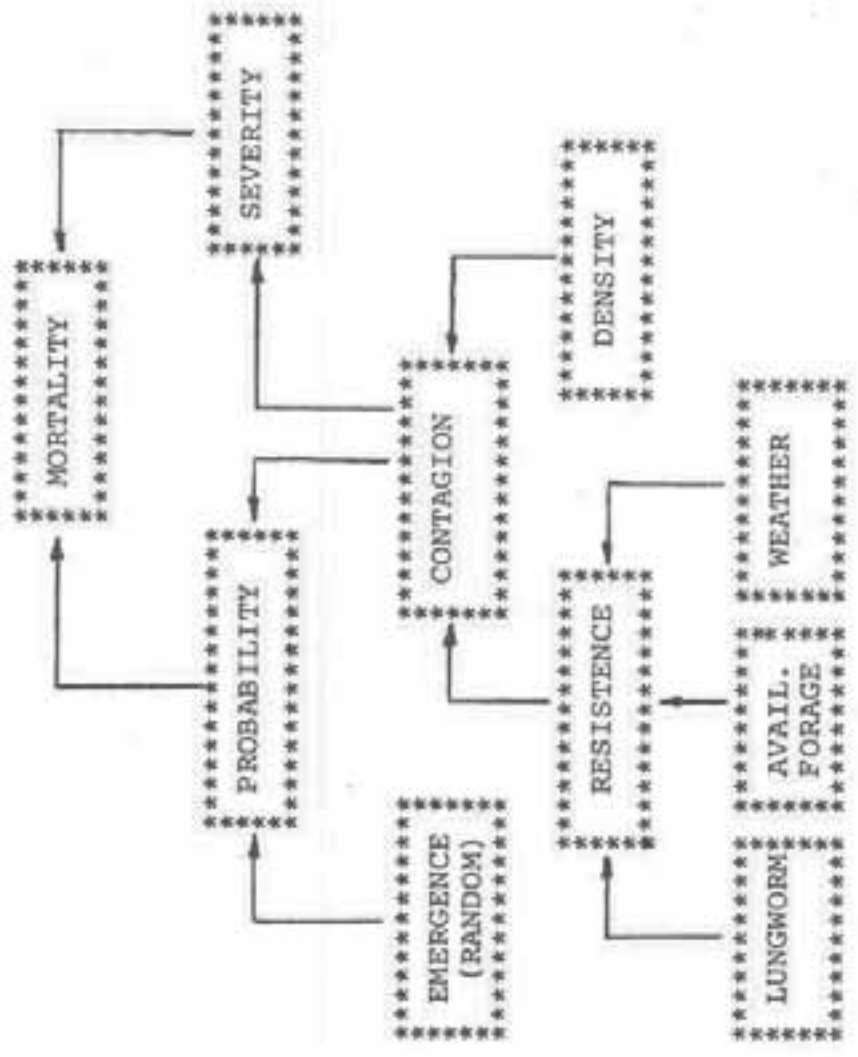 MORTALITY
PROBABILITY
SEVERITY
EMERGENCE
(RANDOM)
CONTAGION
RESISTENCE
DENSITY
LUNGWORM
AVAIL.
FORAGE
WEATHER